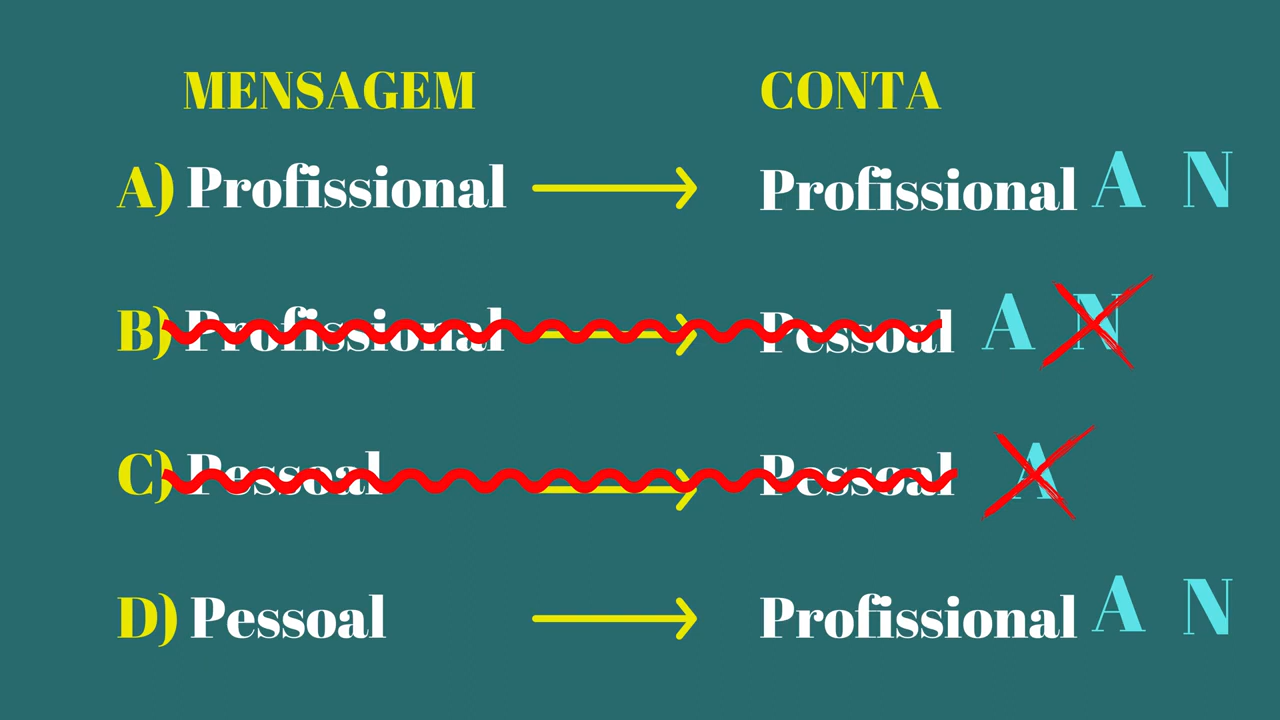 MENSAGEM CONTA
A) Profissional Profissional A N
B) Profissional Pessoal A N
C) Pessoal Pessoal A
D) Pessoal Profissional A N